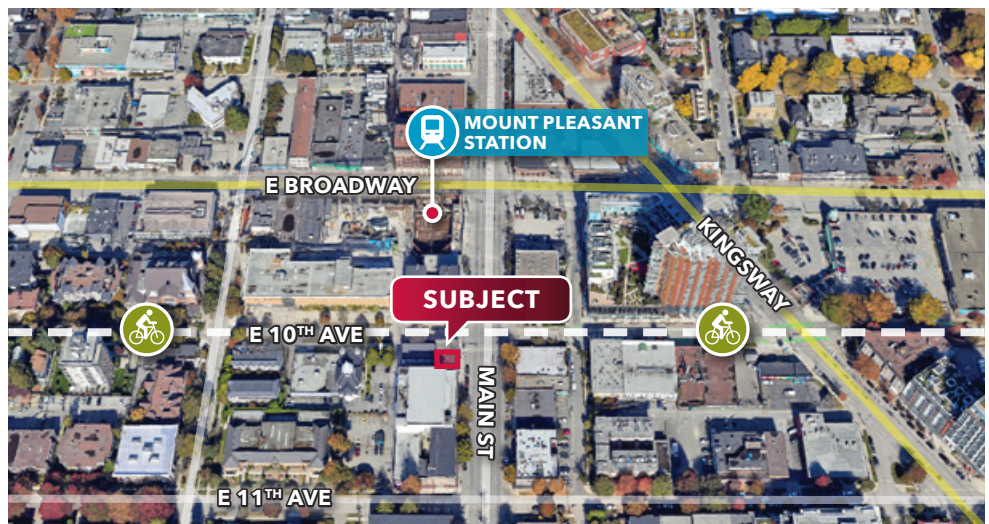 MOUNT PLEASANT
STATION
E BROADWAY
KINGSWAY
SUBJECT
E 10TH AVE
MAIN ST
E 11TH AVE